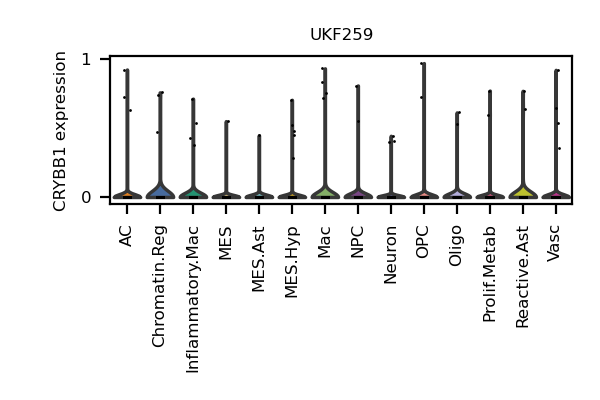 UKF259
CRYBB1 expression
1
0
AC
Chromatin.Reg
Inflammatory.Mac
MES
MES.Ast
MES.Hyp
Mac
NPC
Neuron
OPC
Oligo
Prolif.Metab
Reactive.Ast
Vasc